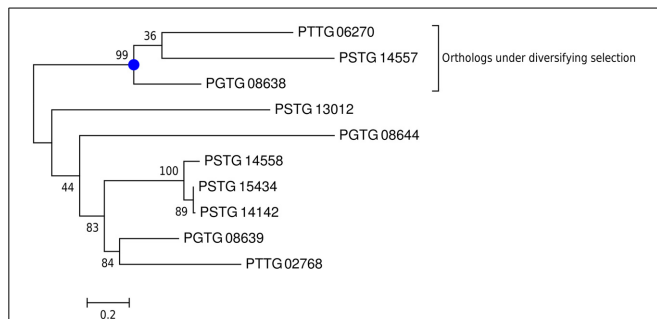 36
PTTG 06270
99
PSTG 14557
Orthologs under diversifying selection
PGTG 08638
PSTG 13012
PGTG 08644
PSTG 14558
100
PSTG 15434
44
89
PSTG 14142
83
PGTG 08639
84
PTTG 02768
0.2